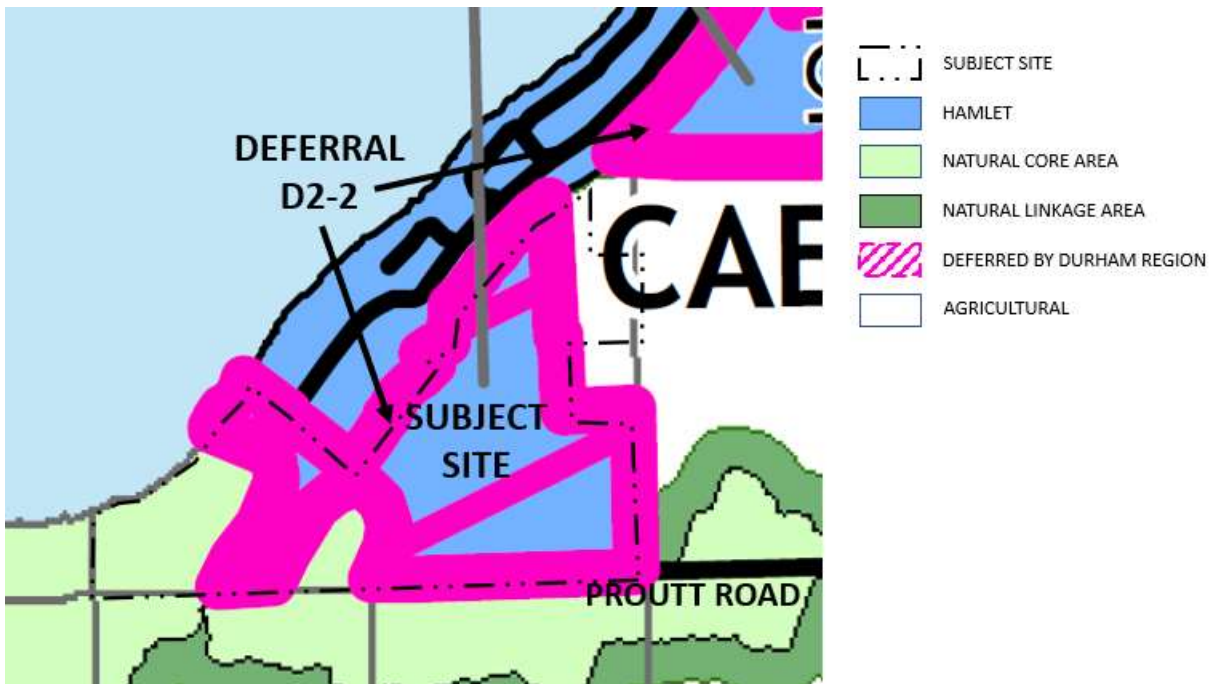 DEFERRAL
D2-2
CAE
SUBJECT
SITE
PROUTT ROAD
SUBJECT SITE
HAMLET
NATURAL CORE AREA
NATURAL LINKAGE AREA
DEFERRED BY DURHAM REGION
AGRICULTURAL